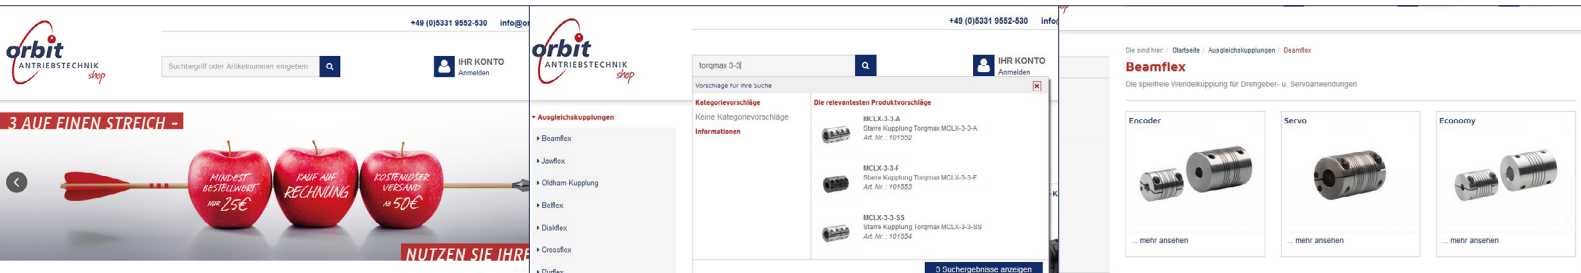 +49 (0)5331 9552-530 info@or
orbit
ANTRIEBSTECHNIK
shop
Suchbegriff oder Artikelnummer eingeben
IHR KONTO
Anmelden
3 AUF EINEN STREICH -
MINDEST
BESTELLWERT
NUR 25€
KAUF AUF
RECHNUNG
KOSTENLOSER
VERSAND
AB 50€
NUTZEN SIE IHRE
+49 (0)5331 9552-530 info
orbit
ANTRIEBSTECHNIK
shop
torqmax 3-3
IHR KONTO
Anmelden
Vorschläge für Ihre Suche
Ausgleichskupplungen
Beamflex
Jawflex
Oldham-Kupplung
Belflex
Diskflex
Crossflex
Kategorievorschläge
Keine Kategorievorschläge
Informationen
Die relevantesten Produktvorschläge
MCLX-3-3-A
Starre Kupplung Torqmax MCLX-3-3-A
Art. Nr. : 101552
MCLX-3-3-F
Starre Kupplung Torqmax MCLX-3-3-F
Art. Nr. : 101553
MCLX-3-3-SS
Starre Kupplung Torqmax MCLX-3-3-SS
Art. Nr. : 101554
3 Suchergebnisse anzeigen
Sie sind hier: / Startseite / Ausgleichskupplungen / Beamflex
Beamflex
Die spielfreie Wendelkupplung für Drehgeber- u. Servoanwendungen
Encoder
... mehr ansehen
Servo
... mehr ansehen
Economy
... mehr ansehen